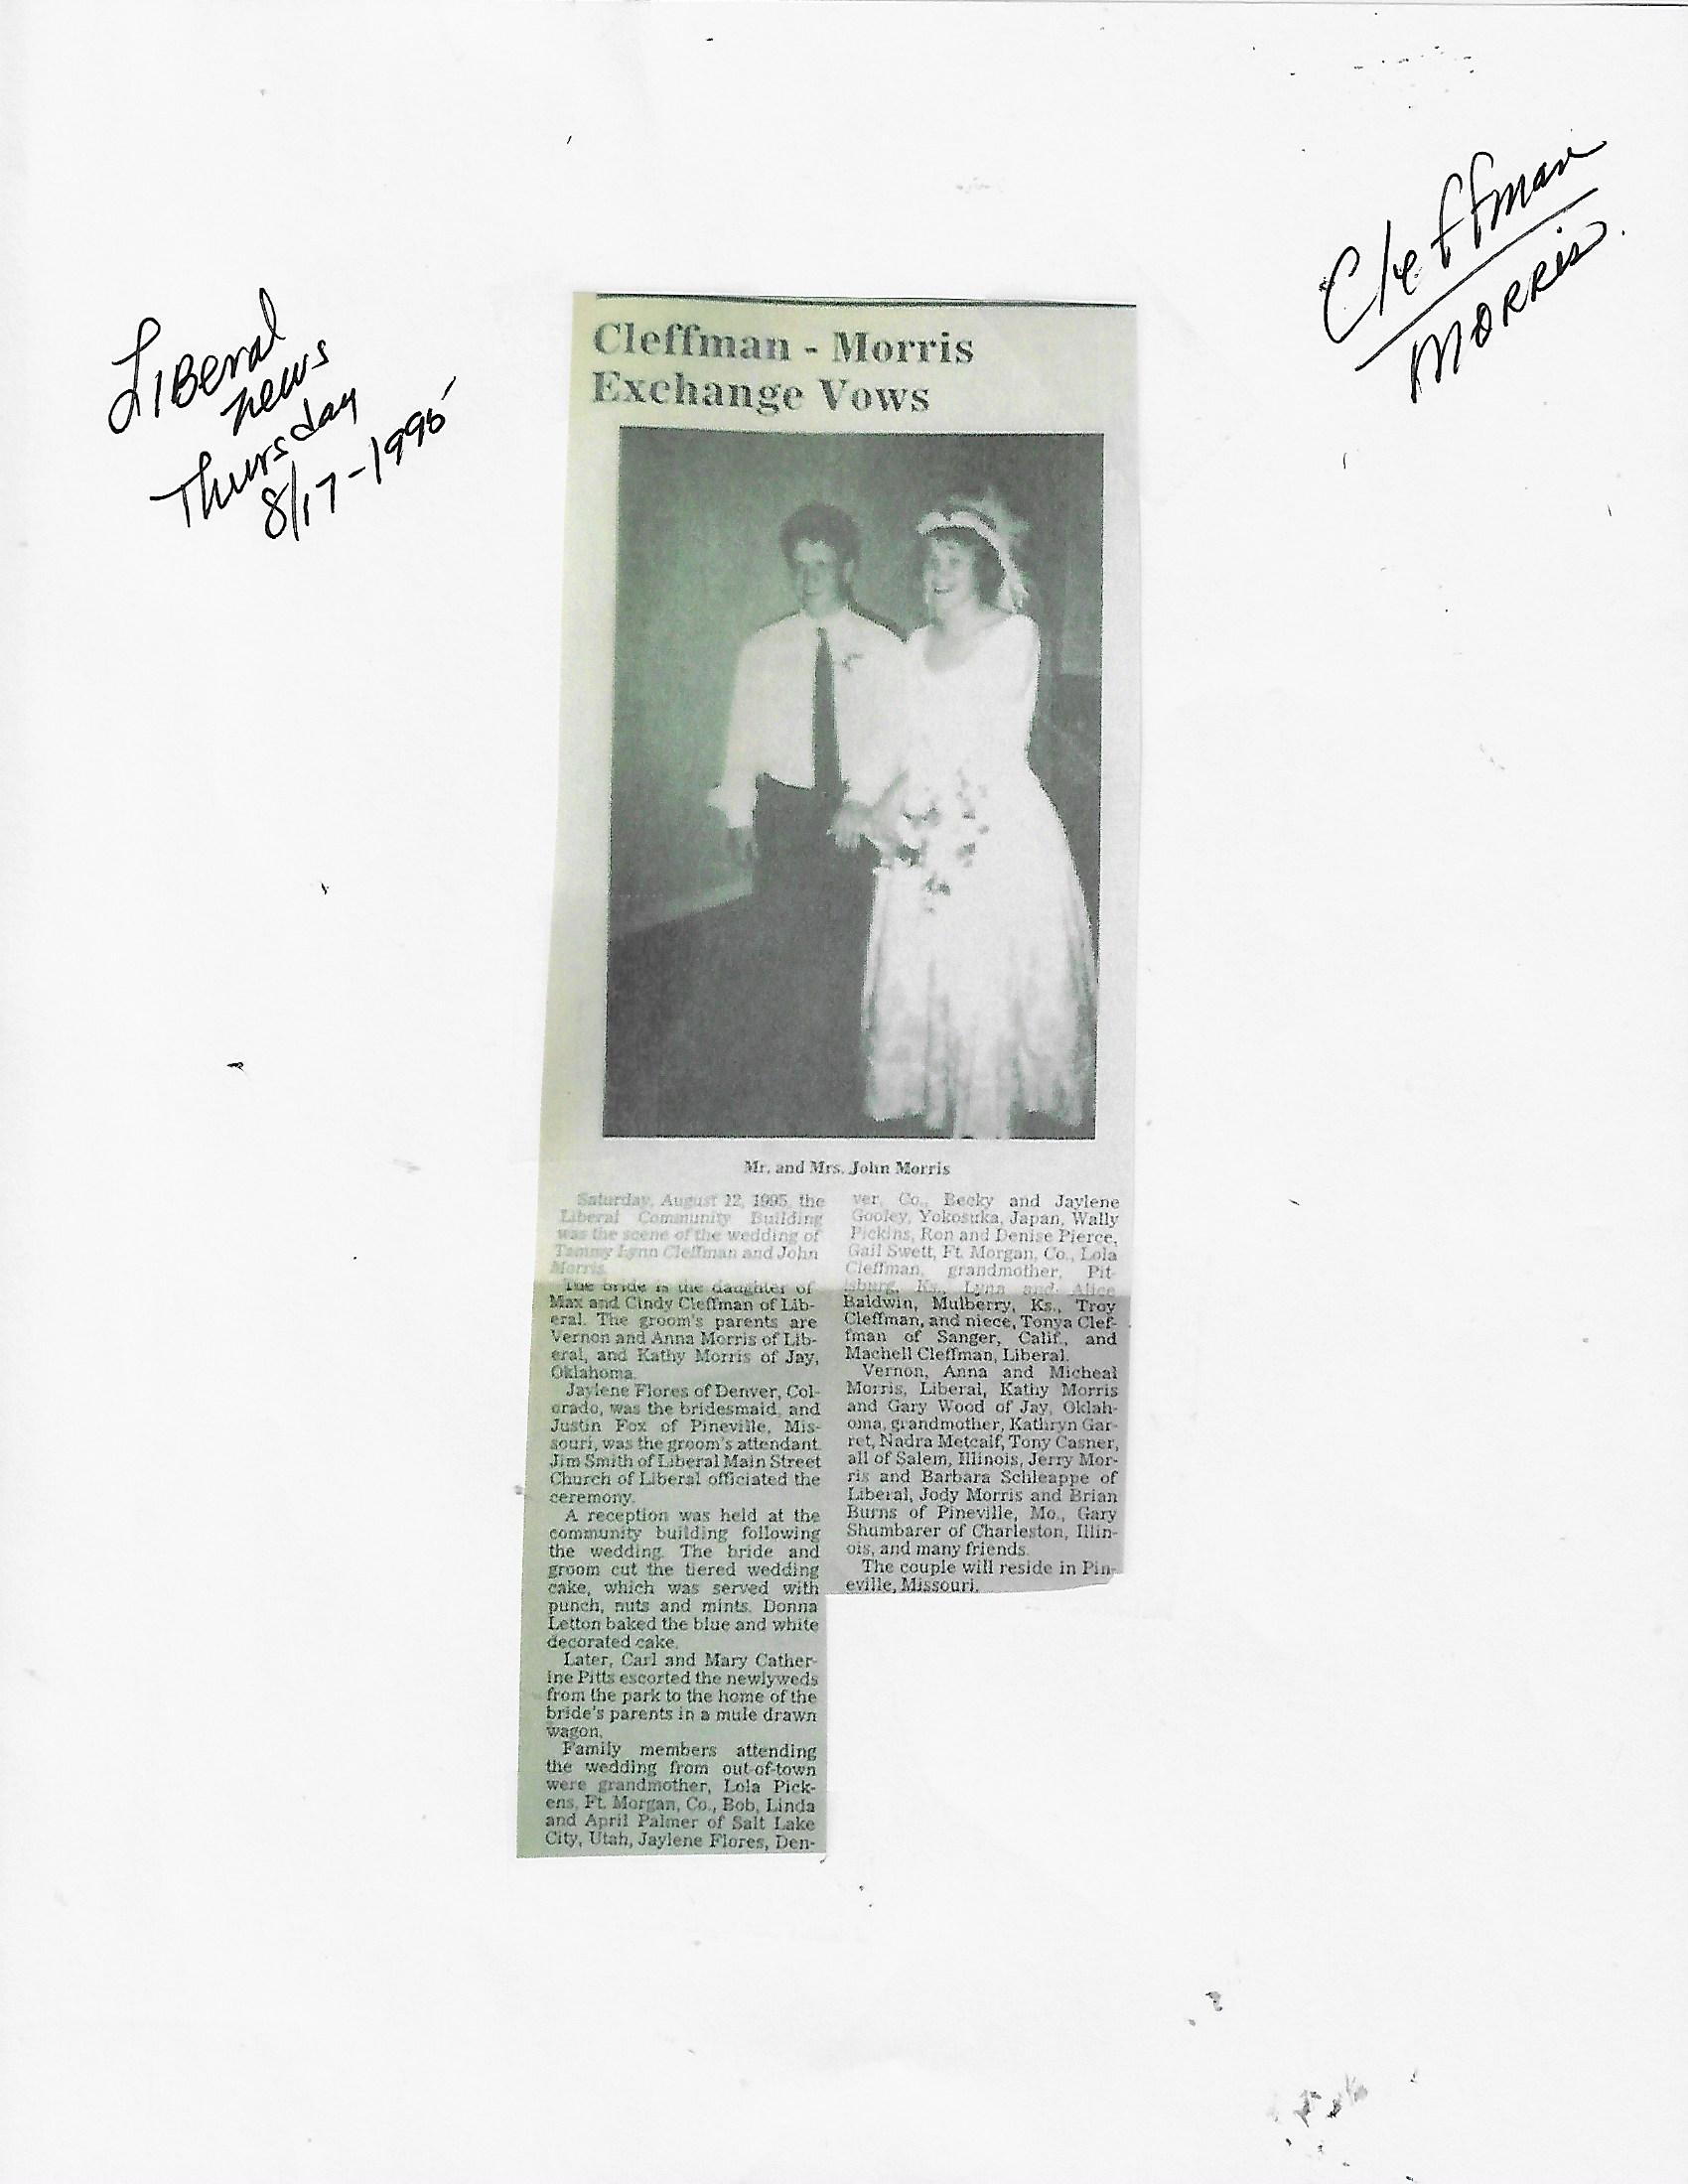 Cleffman
Morris.
Liberal
news
Thursday
8/17-1995
Cleffman - Morris
Exchange Vows
Mr. and Mrs. John Morris
Saturday, August 12, 1995, the
Liberal Community Building
was the scene of the wedding of
Tammy Lynn Cleffman and John
Morris.
The bride is the daughter of
Max and Cindy Cleffman of Lib-
eral. The groom's parents are
Vernon and Anna Morris of Lib-
eral, and Kathy Morris of Jay,
Oklahoma.
Jaylene Flores of Denver, Col-
orado, was the bridesmaid, and
Justin Fox of Pineville, Mis-
souri, was the groom's attendant.
Jim Smith of Liberal Main Street
Church of Liberal officiated the
ceremony.
A reception was held at the
community building following
the wedding. The bride and
groom cut the tiered wedding
cake, which was served with
punch, nuts and mints. Donna
Letton baked the blue and white
decorated cake.
Later, Carl and Mary Cather-
ine Pitts escorted the newlyweds
from the park to the home of the
bride's parents in a mule drawn
wagon.
Family members attending
the wedding from out-of-town
were grandmother, Lola Pick-
ens, Ft. Morgan, Co., Bob, Linda
and April Palmer of Salt Lake
City, Utah, Jaylene Flores, Den-
ver, Co., Becky and Jaylene
Gooley, Yokosuka, Japan, Wally
Pickins, Ron and Denise Pierce,
Gail Swett, Ft. Morgan, Co., Lola
Cleffman, grandmother, Pit-
tsburg, Ks., Lynn and Alice
Baldwin, Mulberry, Ks., Troy
Cleffman, and niece, Tonya Clef-
fman of Sanger, Calif., and
Machell Cleffman, Liberal.
Vernon, Anna and Micheal
Morris, Liberal, Kathy Morris
and Gary Wood of Jay, Oklah-
oma, grandmother, Kathryn Gar-
ret, Nadra Metcalf, Tony Casner,
all of Salem, Illinois, Jerry Mor-
ris and Barbara Schleappe of
Liberal, Jody Morris and Brian
Burns of Pineville, Mo., Gary
Shumbarer of Charleston, Illin-
ois, and many friends.
The couple will reside in Pin-
eville, Missouri.